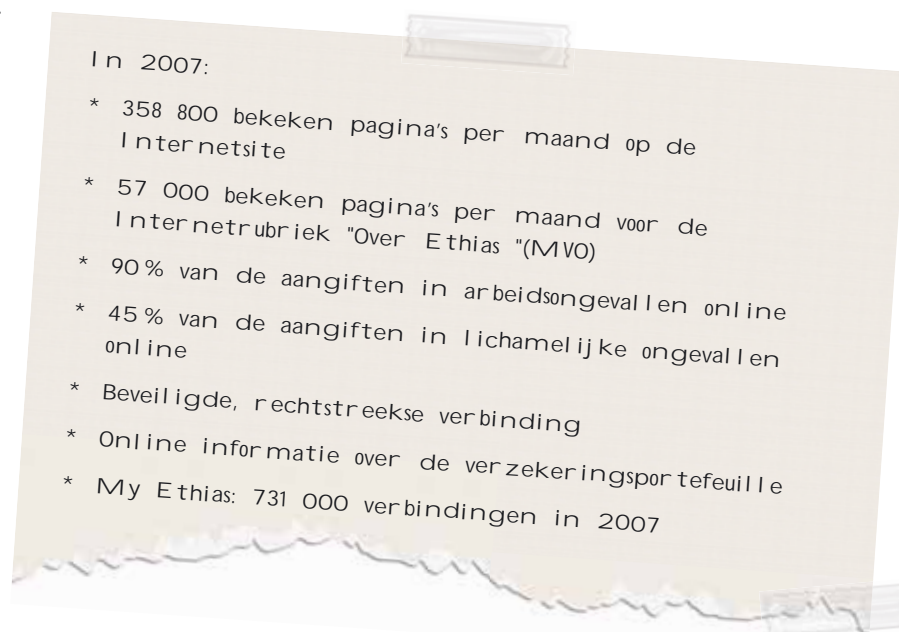 In 2007:
* 358 800 bekeken pagina's per maand op de
Internetsite
* 57 000 bekeken pagina's per maand voor de
Internetrubriek "Over Ethias "(MVO)
* 90% van de aangiften in arbeidsongevallen online
* 45% van de aangiften in lichamelijke ongevallen
online
* Beveiligde, rechtstreekse verbinding
* Online informatie over de verzekeringsportefeuille
* My Ethias: 731 000 verbindingen in 2007